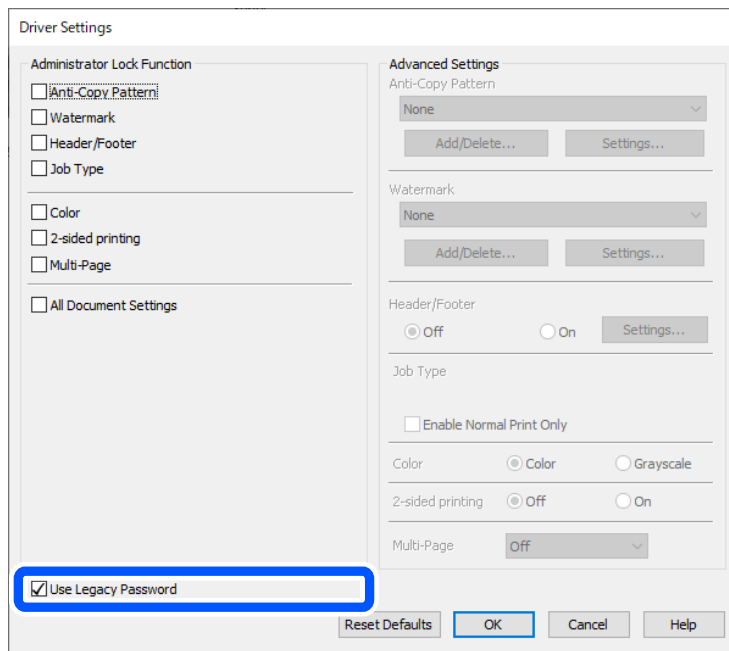 Driver Settings
Administrator Lock Function
Anti-Copy Pattern
Watermark
Header/Footer
Job Type
Color
2-sided printing
Multi-Page
All Document Settings
Use Legacy Password
Advanced Settings
Anti-Copy Pattern
None
Add/Delete... Settings...
Watermark
None
Add/Delete... Settings...
Header/Footer
Off On Settings...
Job Type
Enable Normal Print Only
Color Color Grayscale
2-sided printing Off On
Multi-Page Off
Reset Defaults OK Cancel Help